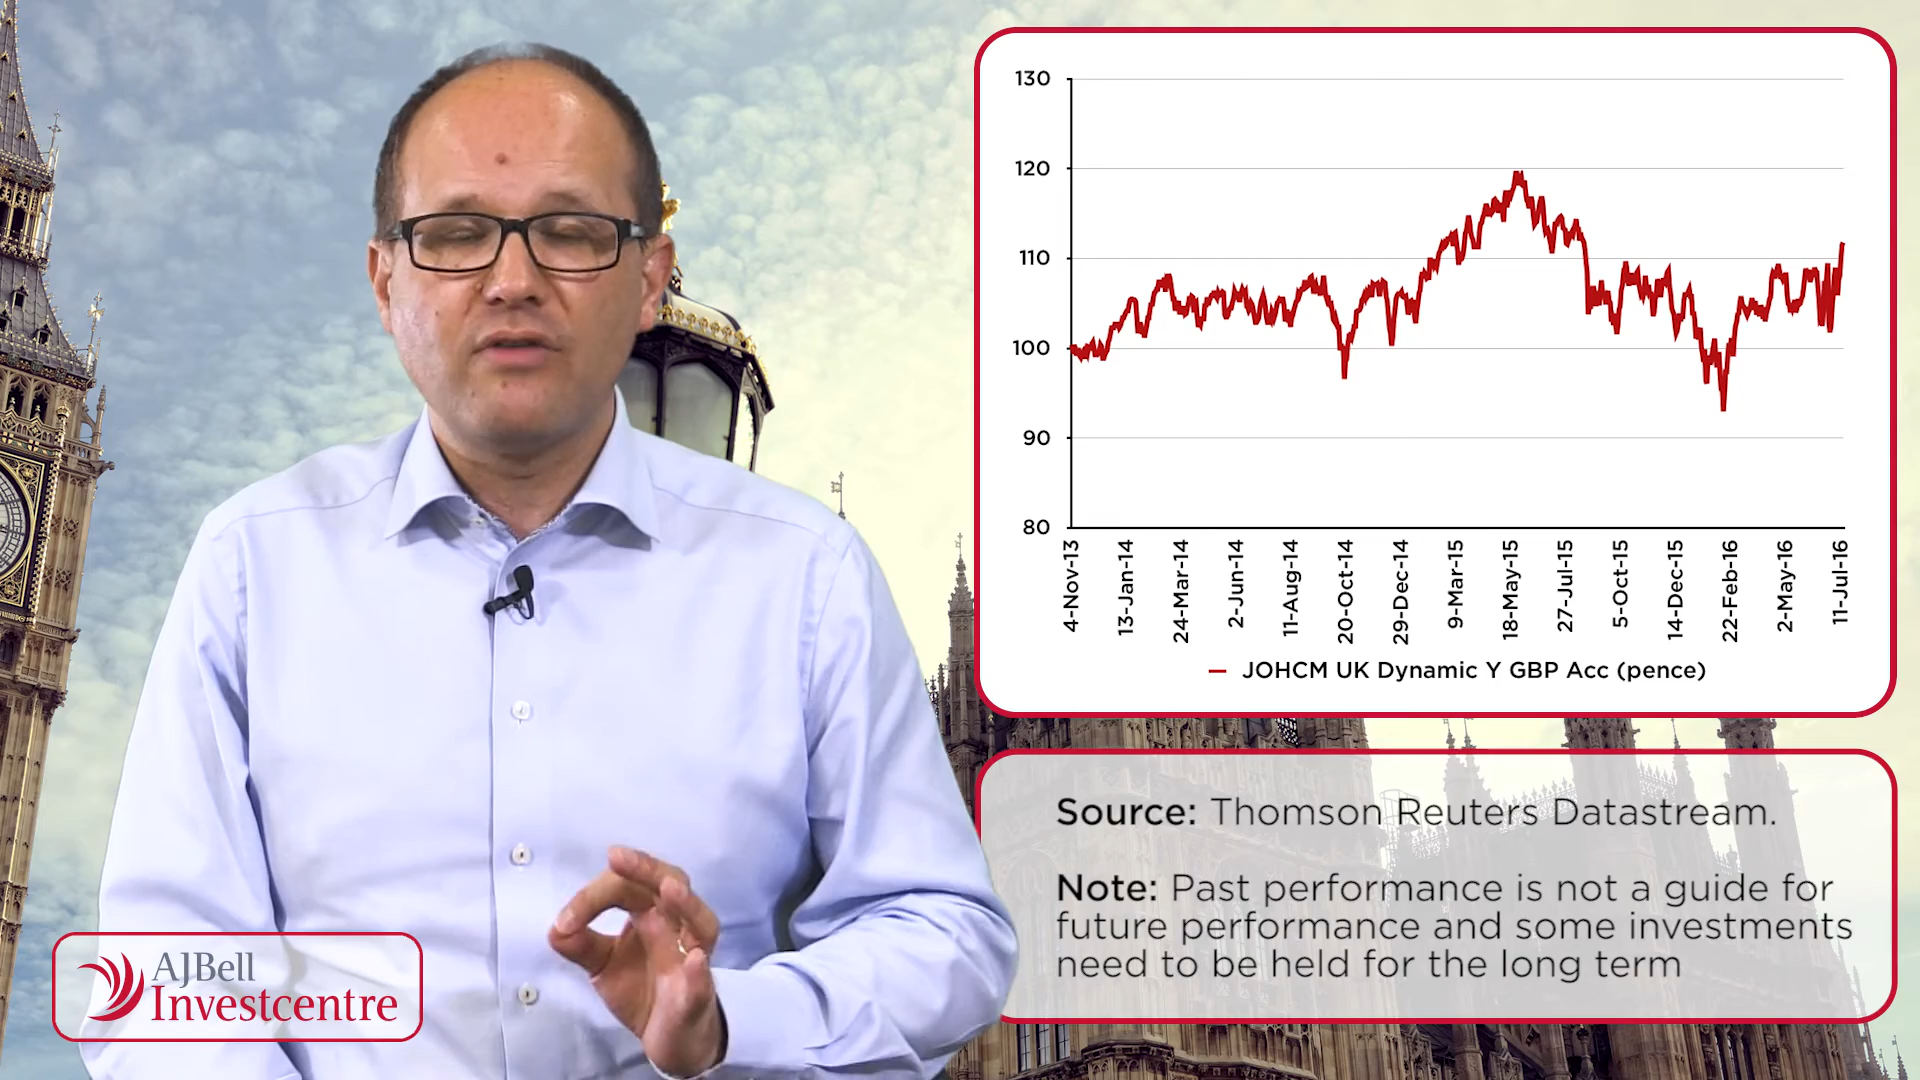 130
120
110
100
90
80
4-Nov-13
13-Jan-14
24-Mar-14
2-Jun-14
11-Aug-14
20-Oct-14
29-Dec-14
9-Mar-15
18-May-15
27-Jul-15
5-Oct-15
14-Dec-15
22-Feb-16
2-May-16
11-Jul-16
JOHCM UK Dynamic Y GBP Acc (pence)
Source: Thomson Reuters Datastream.
Note: Past performance is not a guide for
future performance and some investments
need to be held for the long term
AJBell
Investcentre